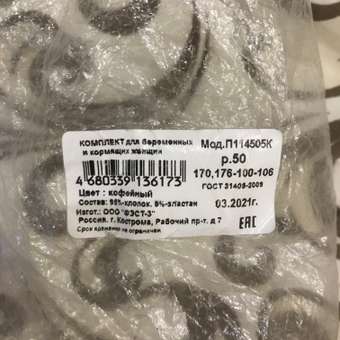 КОМПЛЕКТ для беременных
и кормящих женщин
Мод.П114505К
р.50
170,176-100-106
ГОСТ 31405-2009
4 680339 136173
Цвет : кофейный
Состав: 95%-хлопок. 5%-эластан
03.2021г.
Изгот.: ООО "ФЭСТ-3"
Россия. г. Кострома, Рабочий пр-т. д 7
Срок хранения не ограничен
EAC